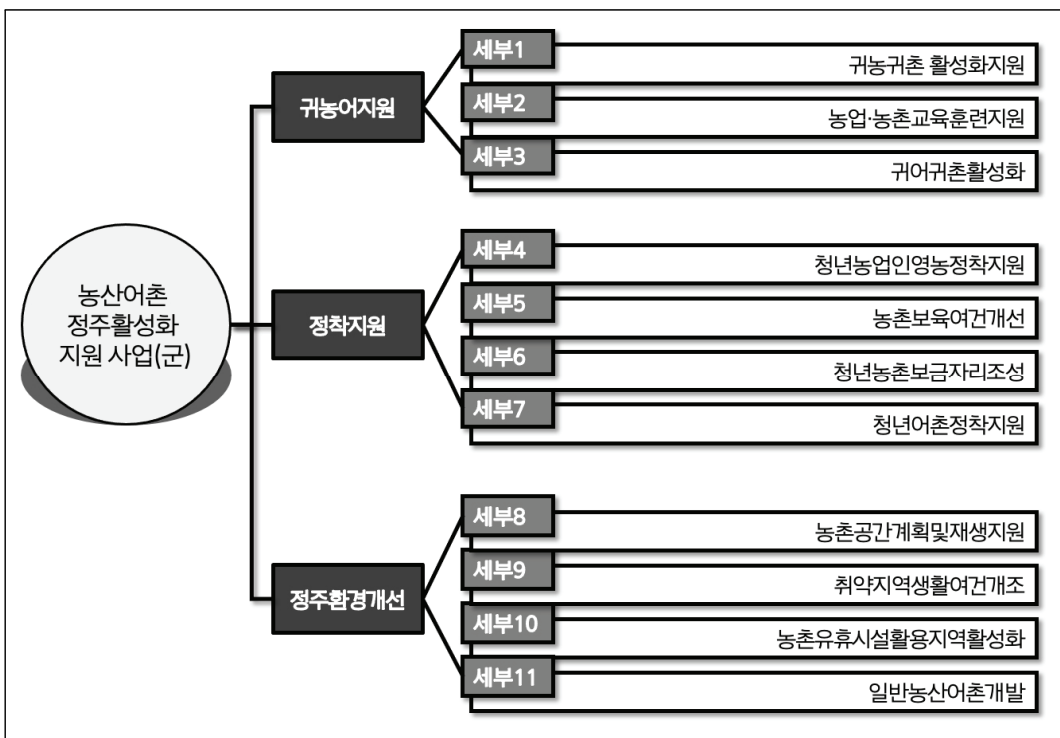 농산어촌
정주활성화
지원 사업(군)
귀농어지원
세부1
귀농귀촌 활성화지원
세부2
농업·농촌교육훈련지원
세부3
귀어귀촌활성화
정착지원
세부4
청년농업인영농정착지원
세부5
농촌보육여건개선
세부6
청년농촌보금자리조성
세부7
청년어촌정착지원
정주환경개선
세부8
농촌공간계획및재생지원
세부9
취약지역생활여건개조
세부10
농촌유휴시설활용지역활성화
세부11
일반농산어촌개발